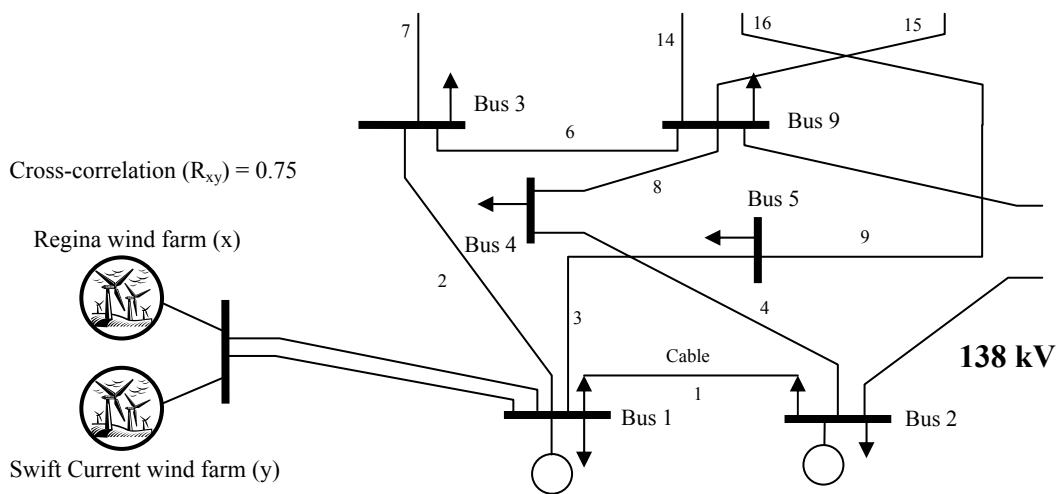 7
14
16
15
Bus 3
Bus 9
6
Cross-correlation (Rxy) = 0.75
8
Bus 5
Regina wind farm (x)
Bus 4
9
2
3
4
138 kV
Cable
1
Bus 1
Bus 2
Swift Current wind farm (y)